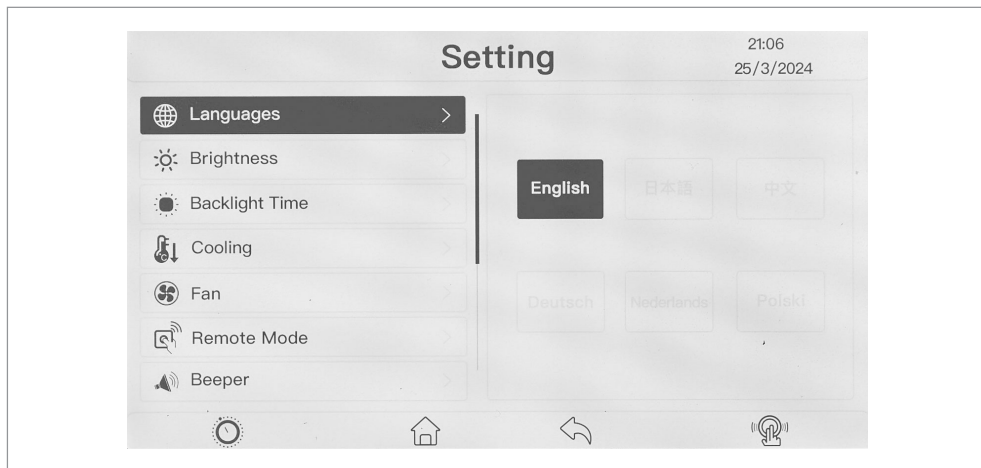 Setting
21:06
25/3/2024
Languages
Brightness
Backlight Time
Cooling
Fan
Remote Mode
Beeper
English 日本語 中文
Deutsch Nederlands Polski